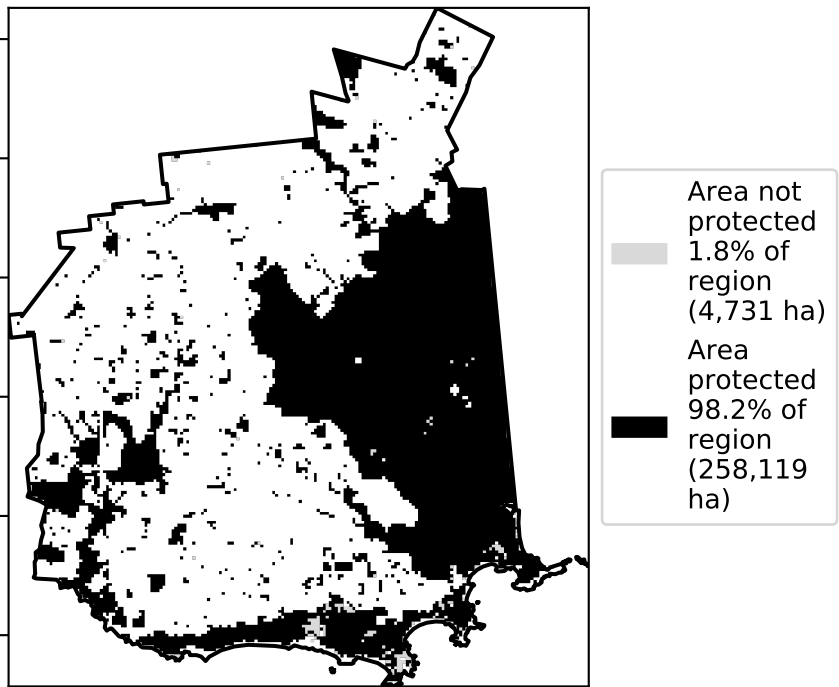 Area not
protected
1.8% of
region
(4,731 ha)
Area
protected
98.2% of
region
(258,119
ha)